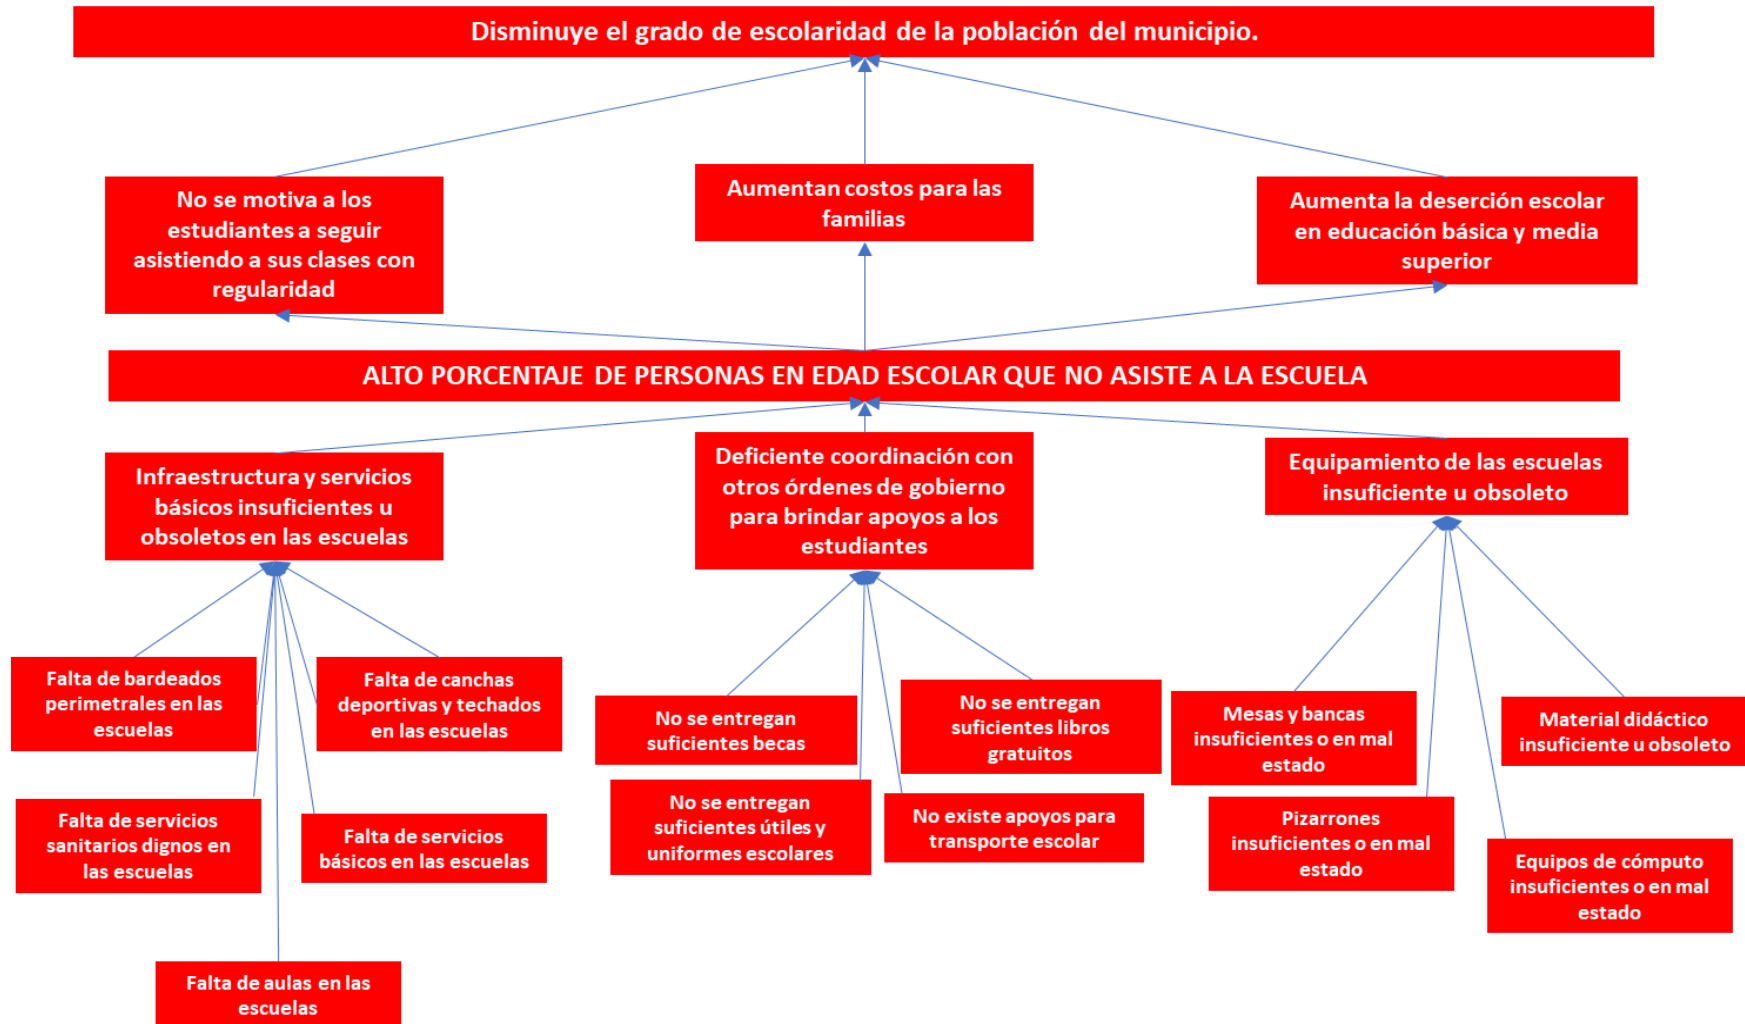 Disminuye el grado de escolaridad de la población del municipio.
No se motiva a los
estudiantes a seguir
asistiendo a sus clases con
regularidad
Aumentan costos para las
familias
Aumenta la deserción escolar
en educación básica y media
superior
ALTO PORCENTAJE DE PERSONAS EN EDAD ESCOLAR QUE NO ASISTE A LA ESCUELA
Infraestructura y servicios
básicos insuficientes u
obsoletos en las escuelas
Deficiente coordinación con
otros órdenes de gobierno
para brindar apoyos a los
estudiantes
Equipamiento de las escuelas
insuficiente u obsoleto
Falta de bardeados
perimetrales en las
escuelas
Falta de canchas
deportivas y techados
en las escuelas
Falta de servicios
sanitarios dignos en
las escuelas
Falta de servicios
básicos en las escuelas
Falta de aulas en las
escuelas
No se entregan
suficientes becas
No se entregan
suficientes libros
gratuitos
No se entregan
suficientes útiles y
uniformes escolares
No existe apoyos para
transporte escolar
Mesas y bancas
insuficientes o en mal
estado
Material didáctico
insuficiente u obsoleto
Pizarrones
insuficientes o en mal
estado
Equipos de cómputo
insuficientes o en mal
estado